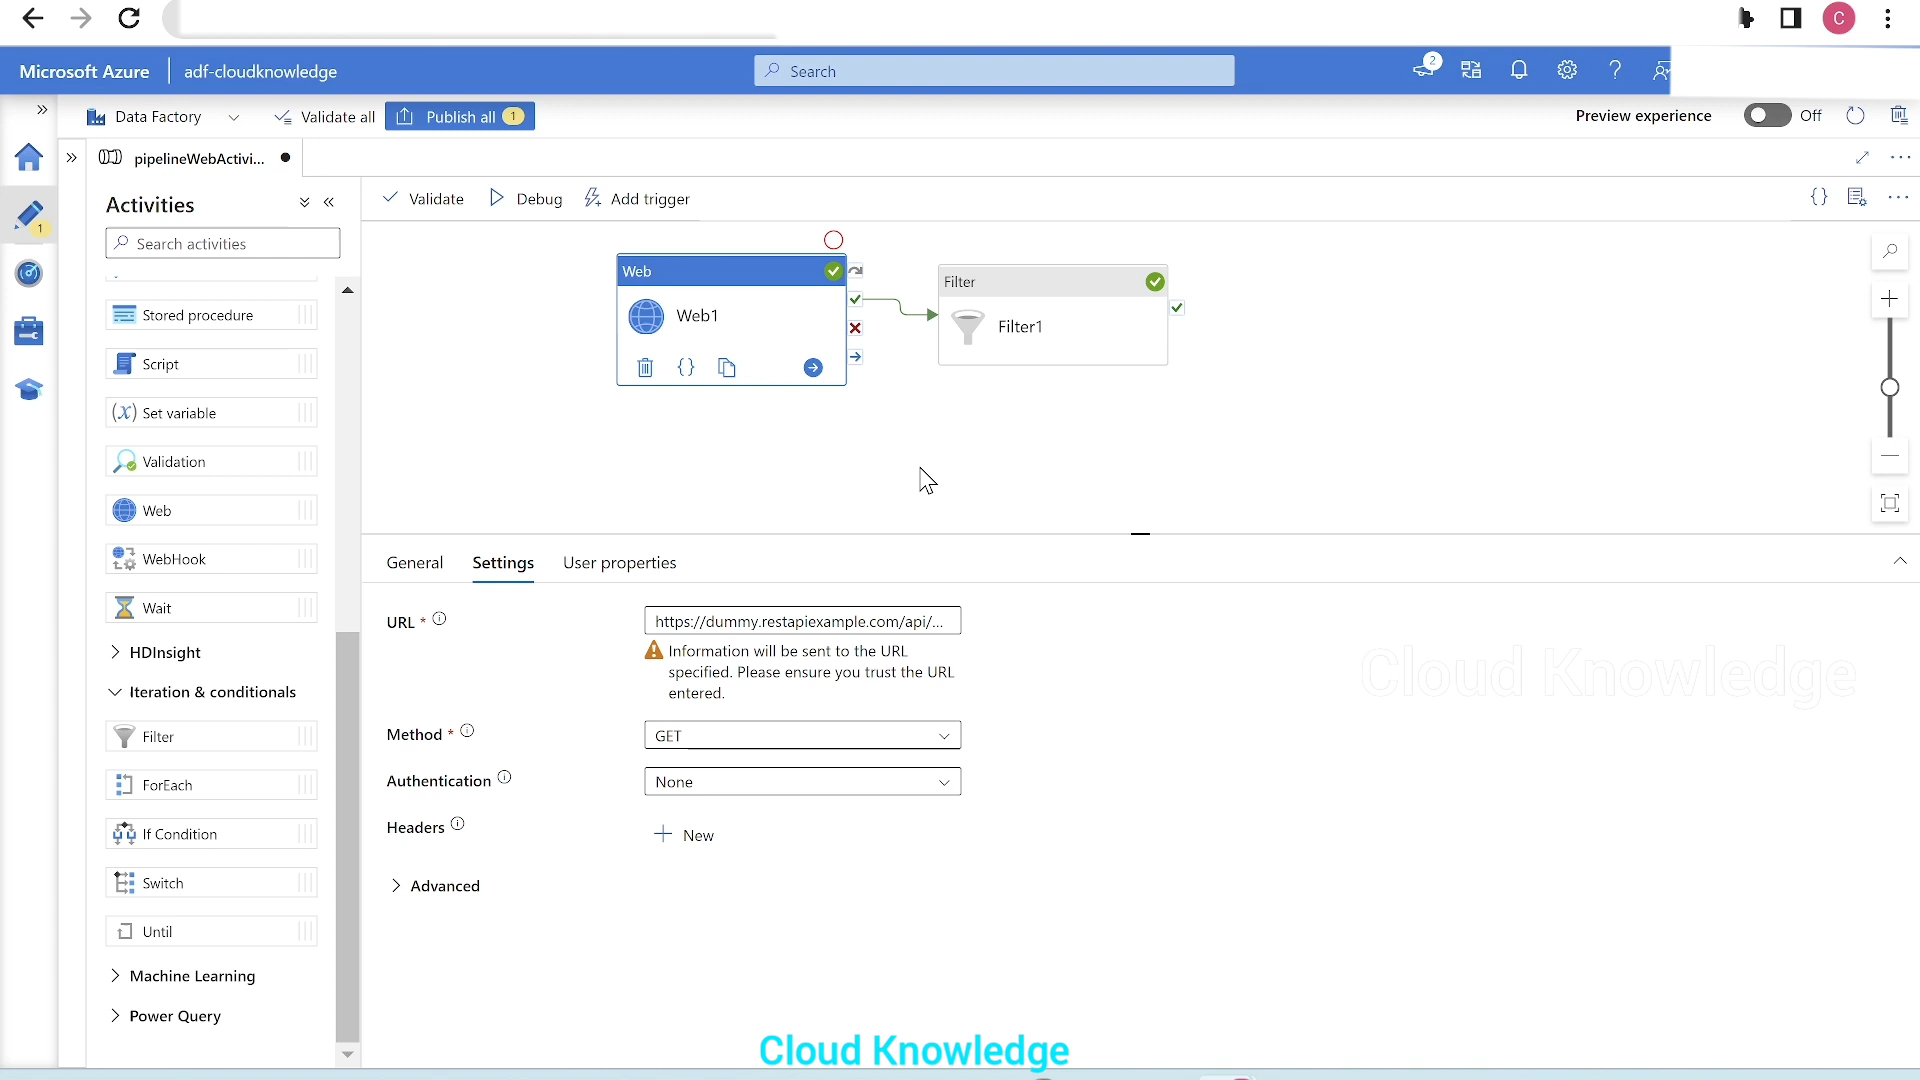 C
Microsoft Azure
adf-cloudknowledge
Search
2
Data Factory
Validate all
Publish all
1
Preview experience
Off
pipelineWebActivi...
1
Activities
Search activities
Stored procedure
Script
(x) Set variable
Validation
Web
WebHook
Wait
HDInsight
Iteration & conditionals
Filter
ForEach
If Condition
Switch
Until
Machine Learning
Power Query
Validate
Debug
Add trigger
Web
Web1
Filter
Filter1
General
Settings
User properties
URL *
https://dummy.restapiexample.com/api/...
Information will be sent to the URL
specified. Please ensure you trust the URL
entered.
Method *
GET
Authentication
None
Headers
New
Advanced
Cloud Knowledge
Cloud Knowledge